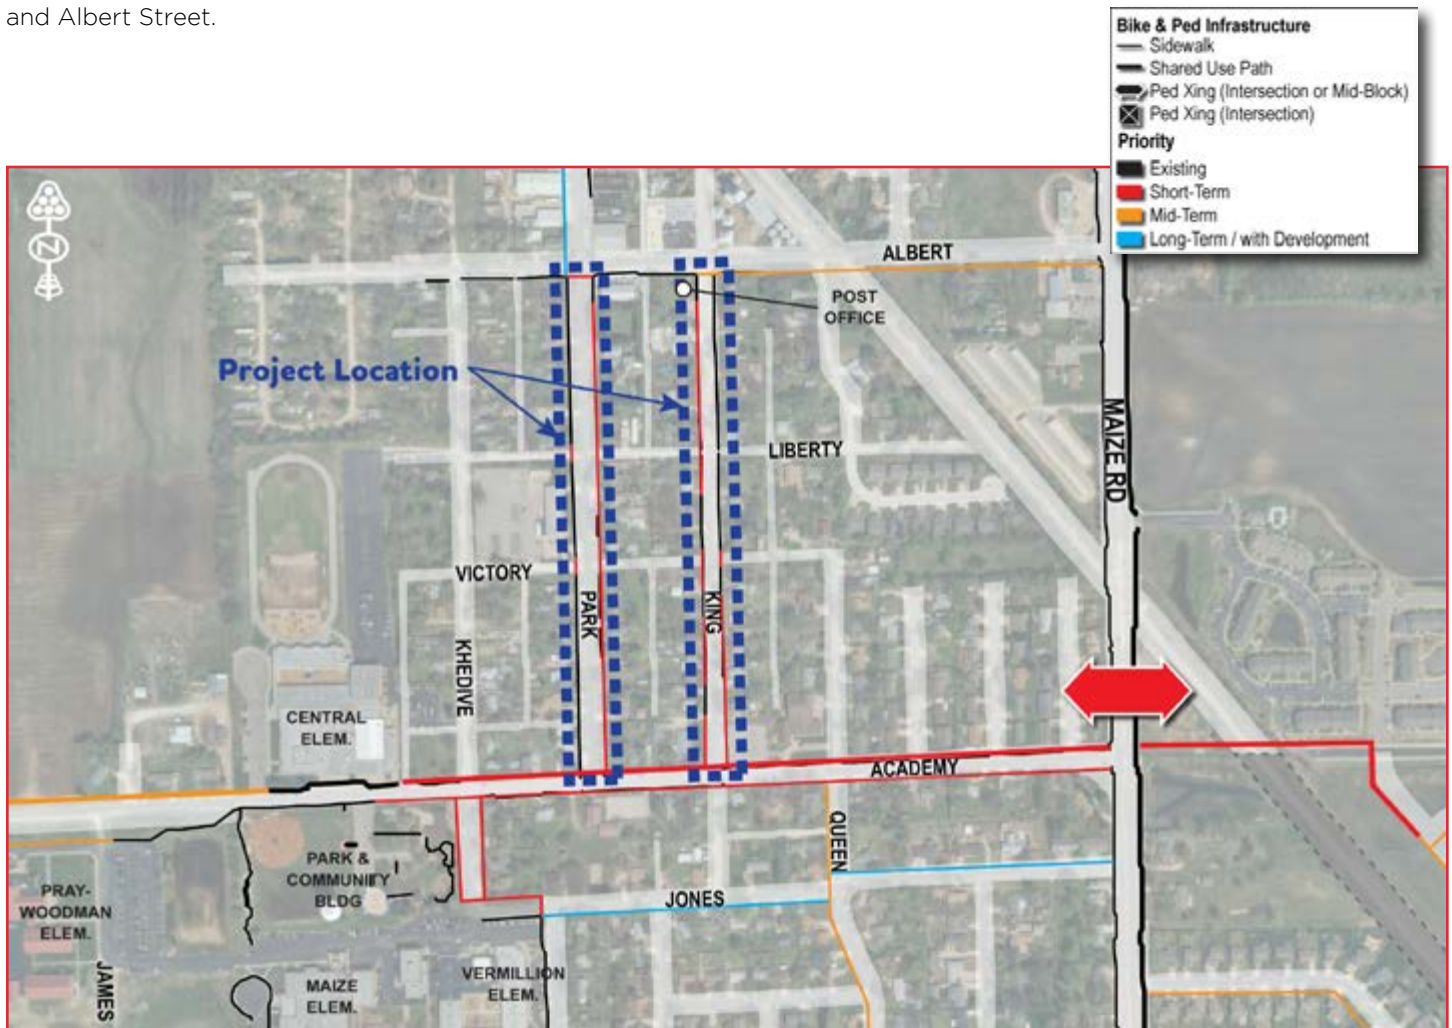 and Albert Street.
Bike & Ped Infrastructure
Sidewalk
Shared Use Path
Ped Xing (Intersection or Mid-Block)
Ped Xing (Intersection)
Priority
Existing
Short-Term
Mid-Term
Long-Term / with Development
N
ALBERT
POST
OFFICE
Project Location
MAIZE RD
LIBERTY
VICTORY
PARK
KING
KHEDIVE
CENTRAL
ELEM.
ACADEMY
QUEEN
PARK &
COMMUNITY
BLDG
PRAY-
WOODMAN
ELEM.
JONES
JAMES
MAIZE
ELEM.
VERMILLION
ELEM.